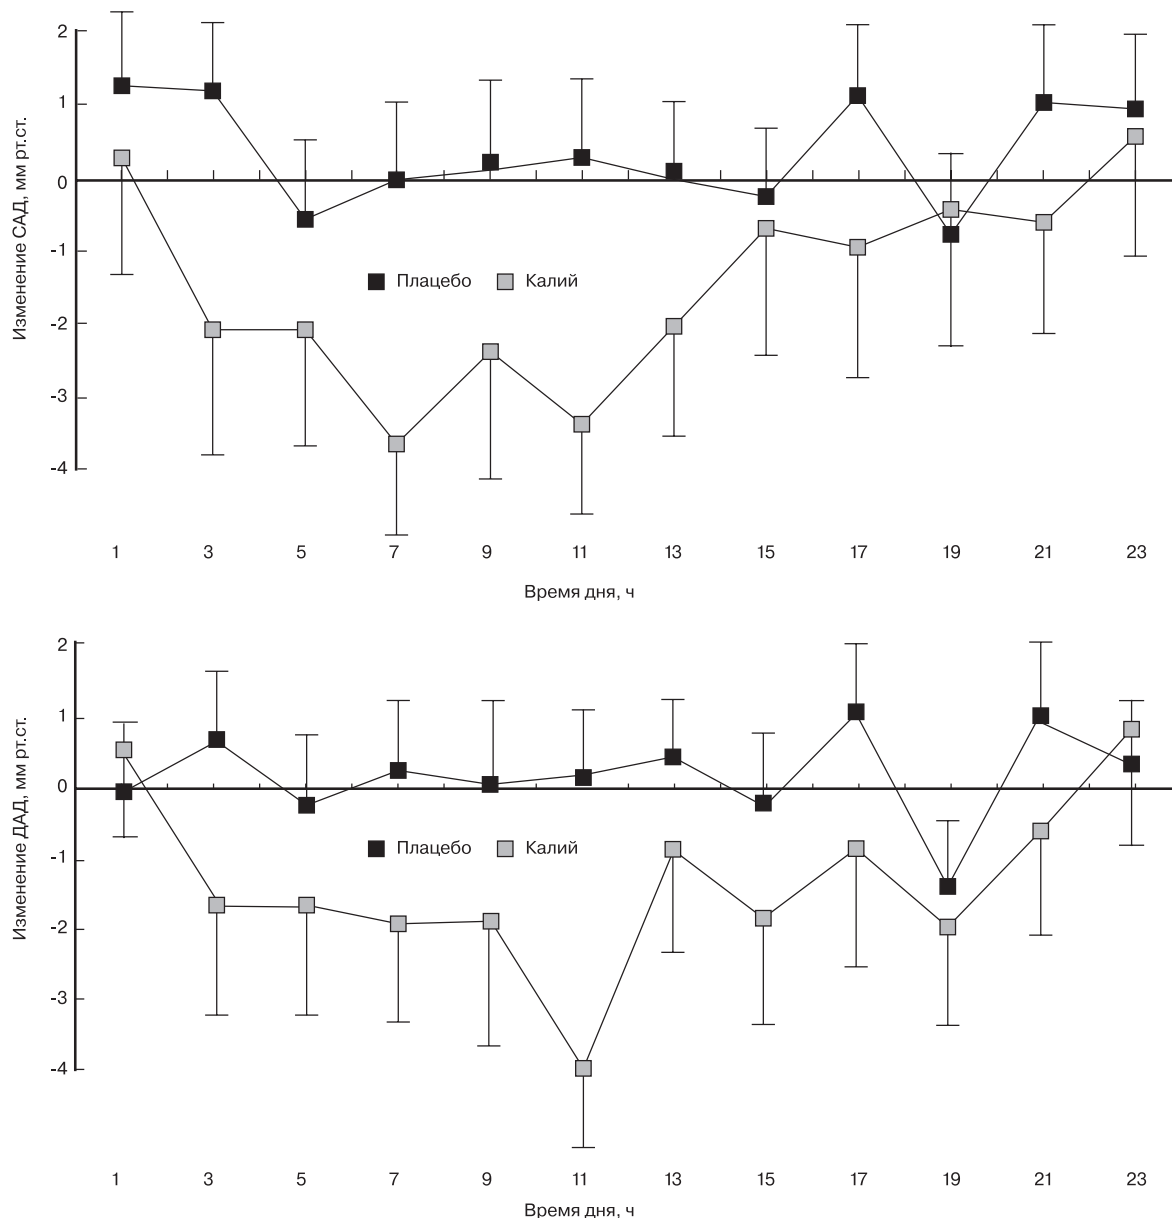 Изменение САД, мм рт.ст.
2
1
0
-1
-2
-3
-4
Плацебо Калий
1 3 5 7 9 11 13 15 17 19 21 23
Время дня, ч
Изменение ДАД, мм рт.ст.
2
1
0
-1
-2
-3
-4
Плацебо Калий
1 3 5 7 9 11 13 15 17 19 21 23
Время дня, ч